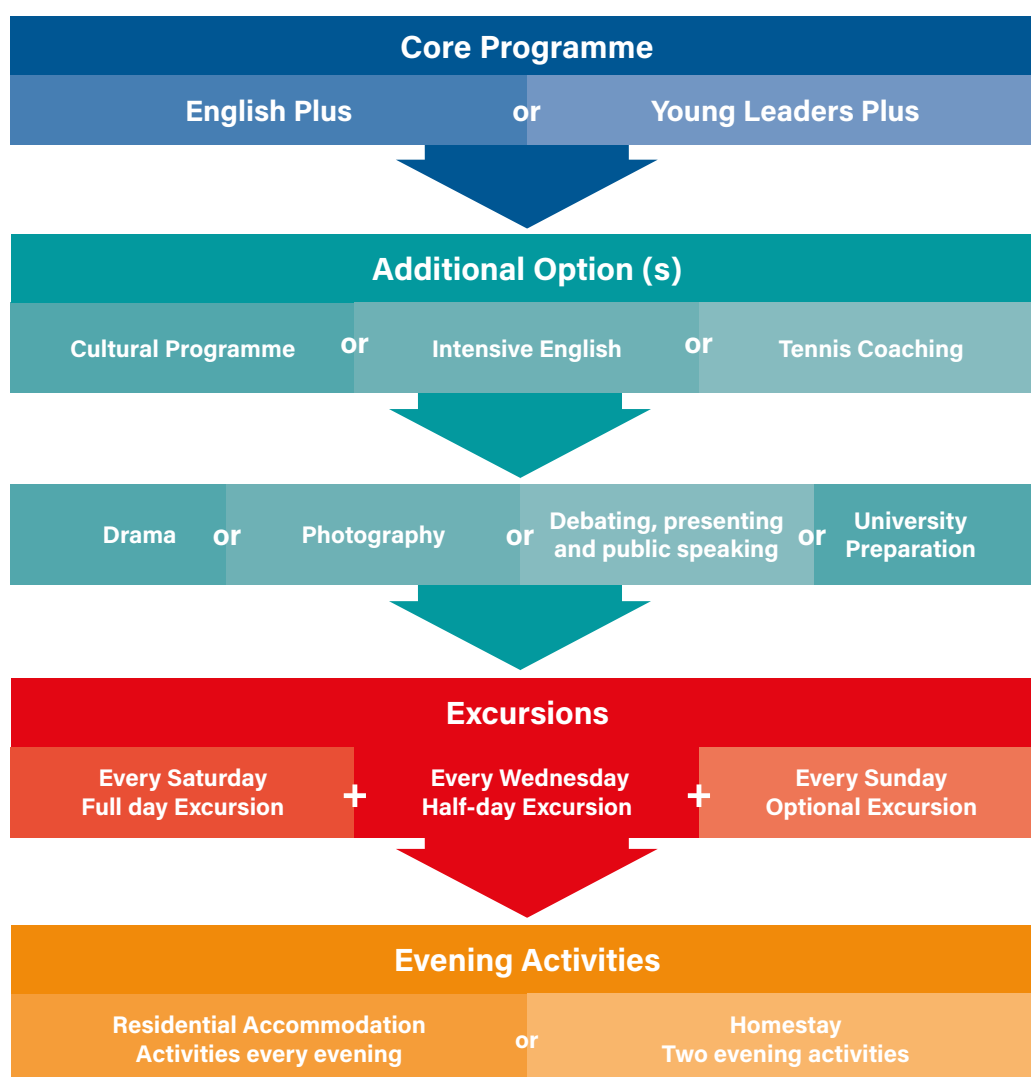 Core Programme
English Plus or Young Leaders Plus
Additional Option (s)
Cultural Programme or Intensive English or Tennis Coaching
Drama or Photography or Debating, presenting and public speaking or University Preparation
Excursions
Every Saturday
Full day Excursion
+
Every Wednesday
Half-day Excursion
+
Every Sunday
Optional Excursion
Evening Activities
Residential Accommodation
Activities every evening
or
Homestay
Two evening activities